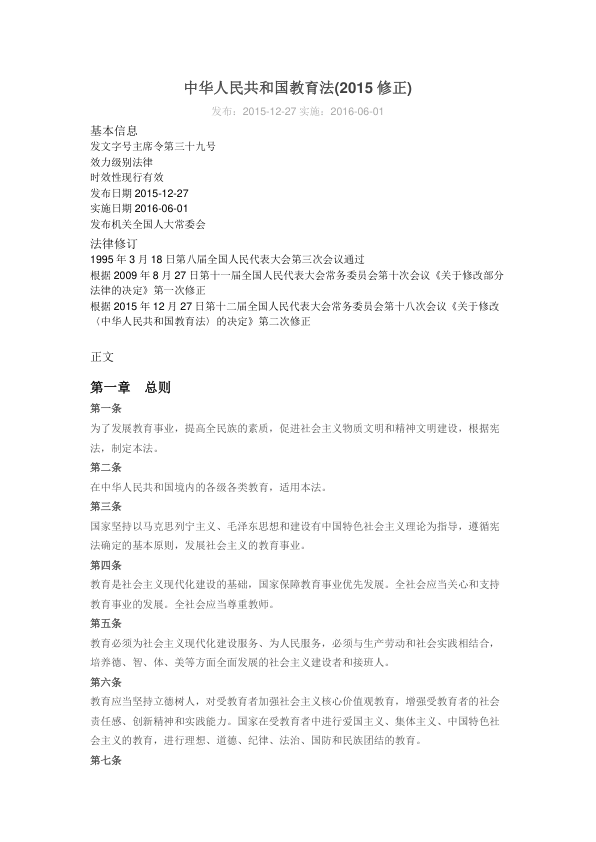 中华人民共和国教育法(2015 修正)
发布：2015-12-27 实施：2016-06-01
基本信息
发文字号主席令第三十九号
效力级别法律
时效性现行有效
发布日期 2015-12-27
实施日期 2016-06-01
发布机关全国人大常委会
法律修订
1995 年 3 月 18 日第八届全国人民代表大会第三次会议通过
根据 2009 年 8 月 27 日第十一届全国人民代表大会常务委员会第十次会议《关于修改部分
法律的决定》第一次修正
根据 2015 年 12 月 27 日第十二届全国人民代表大会常务委员会第十八次会议《关于修改
〈中华人民共和国教育法〉的决定》第二次修正
正文
第一章　总则
第一条
为了发展教育事业，提高全民族的素质，促进社会主义物质文明和精神文明建设，根据宪
法，制定本法。
第二条
在中华人民共和国境内的各级各类教育，适用本法。
第三条
国家坚持以马克思列宁主义、毛泽东思想和建设有中国特色社会主义理论为指导，遵循宪
法确定的基本原则，发展社会主义的教育事业。
第四条
教育是社会主义现代化建设的基础，国家保障教育事业优先发展。全社会应当关心和支持
教育事业的发展。全社会应当尊重教师。
第五条
教育必须为社会主义现代化建设服务、为人民服务，必须与生产劳动和社会实践相结合，
培养德、智、体、美等方面全面发展的社会主义建设者和接班人。
第六条
教育应当坚持立德树人，对受教育者加强社会主义核心价值观教育，增强受教育者的社会
责任感、创新精神和实践能力。国家在受教育者中进行爱国主义、集体主义、中国特色社
会主义的教育，进行理想、道德、纪律、法治、国防和民族团结的教育。
第七条